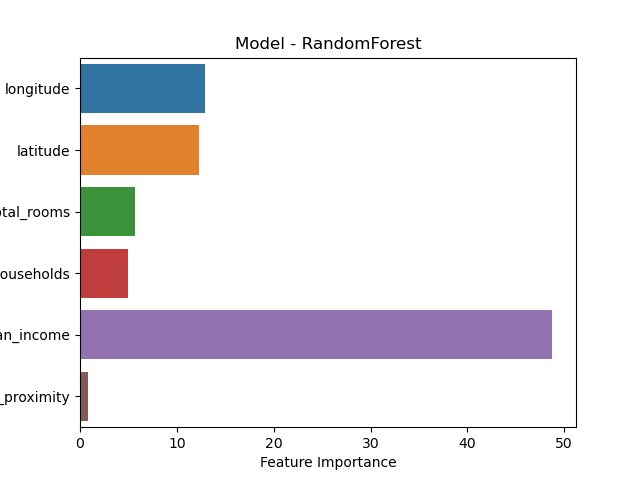 Model - RandomForest
longitude
latitude
otal_rooms
ouseholds
an_income
_proximity
0 10 20 30 40 50
Feature Importance